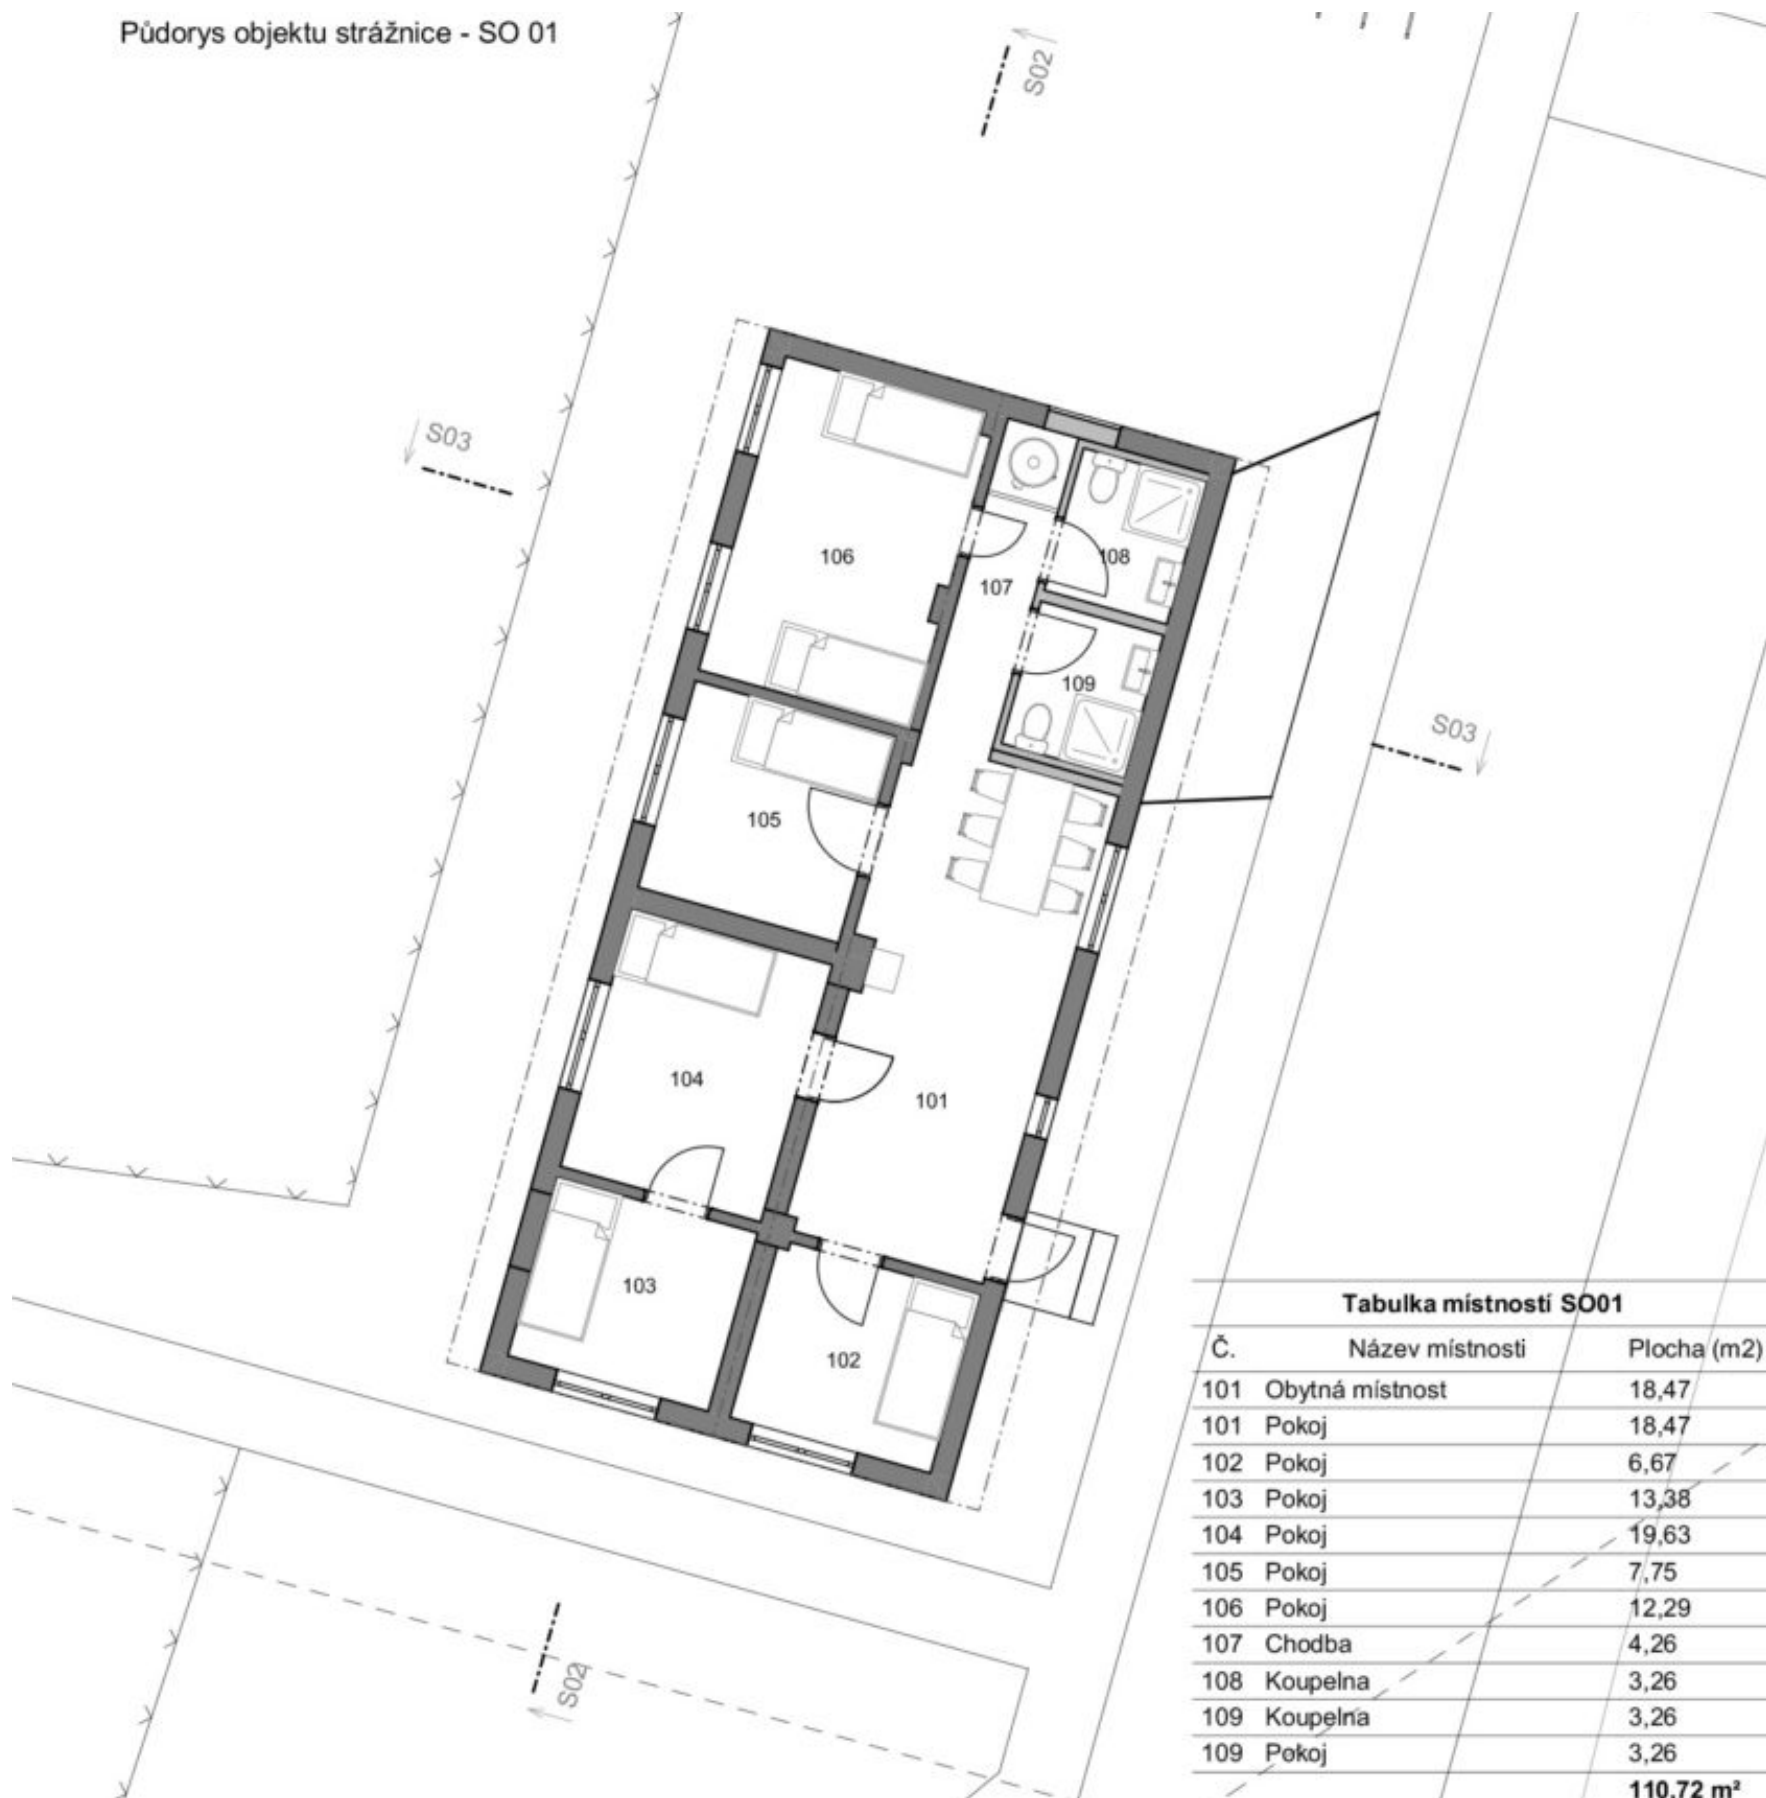 Půdorys objektu strážnice - SO 01
S02
S03
106
108
107
109
S03
105
104
101
103
102
Tabulka místností SO01
Č. Název místnosti Plocha (m2)
101 Obytná místnost 18,47
101 Pokoj 18,47
102 Pokoj 6,67
103 Pokoj 13,38
104 Pokoj 19,63
105 Pokoj 7,75
106 Pokoj 12,29
107 Chodba 4,26
108 Koupelna 3,26
109 Koupelna 3,26
109 Pokoj 3,26
110,72 m²
S02